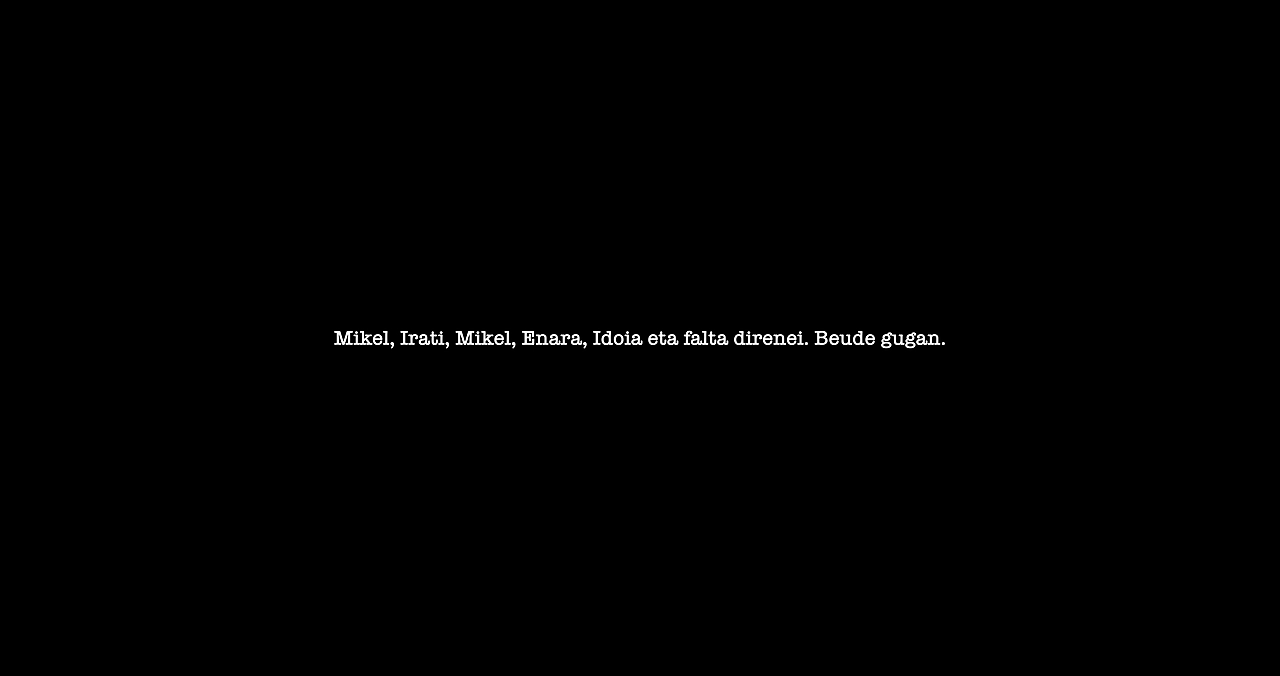 Mikel, Irati, Mikel, Enara, Idoia eta falta direnei. Beude gugan.